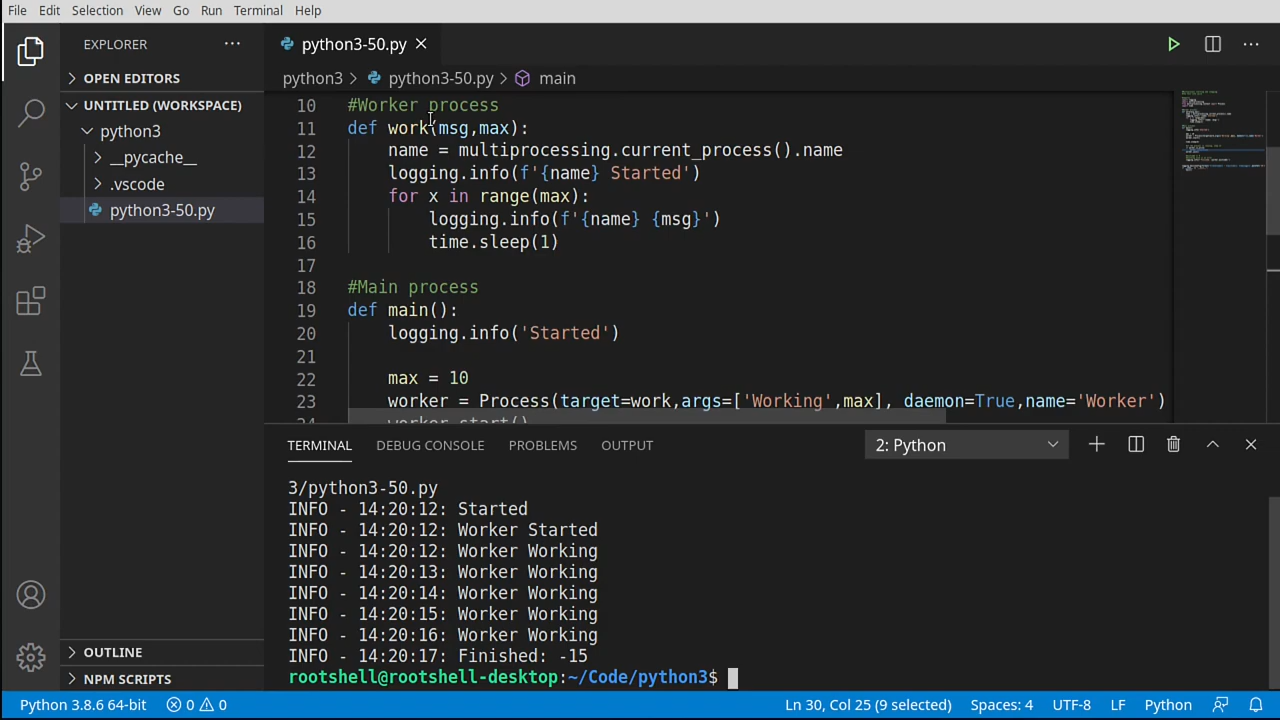 File Edit Selection View Go Run Terminal Help
EXPLORER
python3-50.py
OPEN EDITORS
UNTITLED (WORKSPACE)
python3
__pycache__
.vscode
python3-50.py
OUTLINE
NPM SCRIPTS
python3 > python3-50.py > main
10 #Worker process
11 def work(msg,max):
12 name = multiprocessing.current_process().name
13 logging.info(f'{name} Started')
14 for x in range(max):
15 logging.info(f'{name} {msg}')
16 time.sleep(1)
17
18 #Main process
19 def main():
20 logging.info('Started')
21
22 max = 10
23 worker = Process(target=work,args=['Working',max], daemon=True,name='Worker')
24 worker.start()
TERMINAL DEBUG CONSOLE PROBLEMS OUTPUT 2: Python
3/python3-50.py
INFO - 14:20:12: Started
INFO - 14:20:12: Worker Started
INFO - 14:20:12: Worker Working
INFO - 14:20:13: Worker Working
INFO - 14:20:14: Worker Working
INFO - 14:20:15: Worker Working
INFO - 14:20:16: Worker Working
INFO - 14:20:17: Finished: -15
rootshell@rootshell-desktop:~/Code/python3$
Python 3.8.6 64-bit 0 0 Ln 30, Col 25 (9 selected) Spaces: 4 UTF-8 LF Python